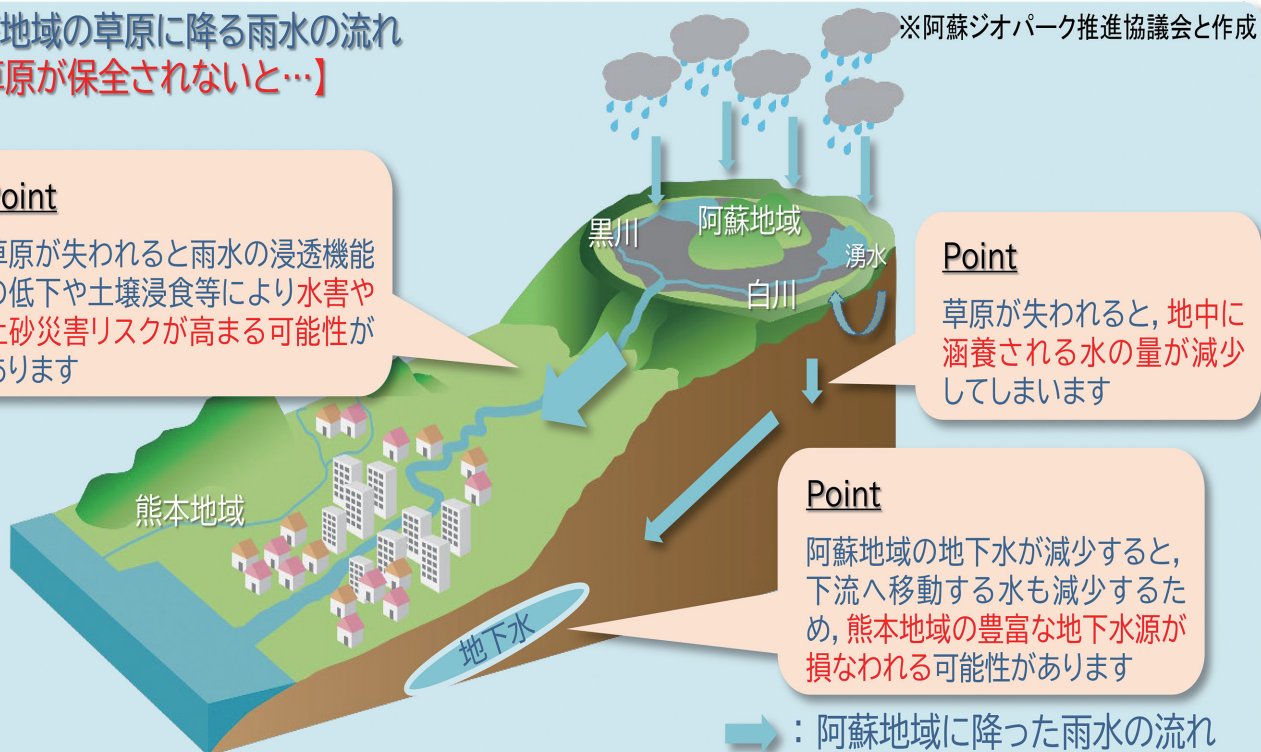 地域の草原に降る雨水の流れ
草原が保全されないと…】
※阿蘇ジオパーク推進協議会と作成
Point
草原が失われると雨水の浸透機能
の低下や土壌浸食等により水害や
土砂災害リスクが高まる可能性が
あります
黒川
阿蘇地域
湧水
白川
Point
草原が失われると,地中に
涵養される水の量が減少
してしまいます
熊本地域
地下水
Point
阿蘇地域の地下水が減少すると,
下流へ移動する水も減少するた
め,熊本地域の豊富な地下水源が
損なわれる可能性があります
：阿蘇地域に降った雨水の流れ